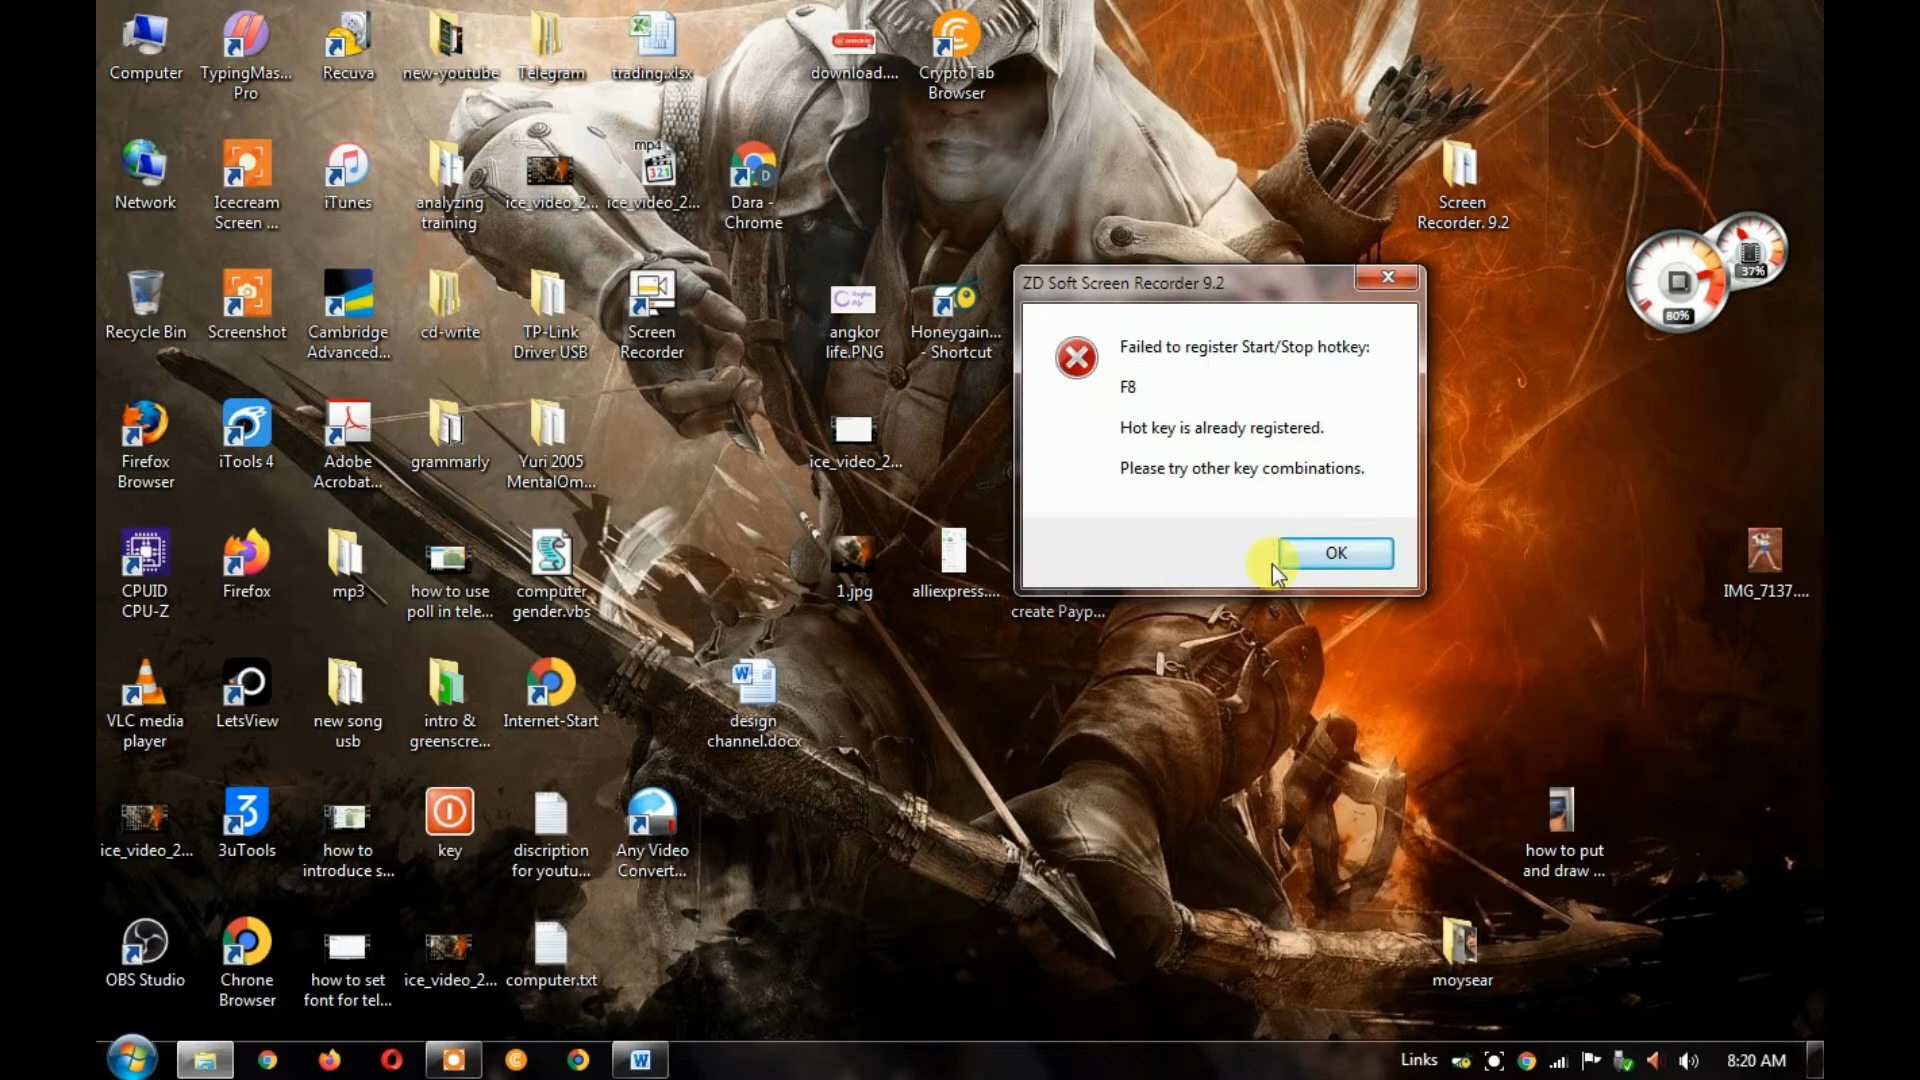 Computer
TypingMas...
Pro
Recuva
new-youtube
Telegram
trading.xlsx
download....
CryptoTab
Browser
Network
Icecream
Screen ...
iTunes
analyzing
training
ice_video_2...
mp4
321
ice_video_2...
D
Dara -
Chrome
Screen
Recorder. 9.2
37%
80%
Recycle Bin
Screenshot
Cambridge
Advanced...
cd-write
TP-Link
Driver USB
Screen
Recorder
angkor
life.PNG
Honeygain...
- Shortcut
ZD Soft Screen Recorder 9.2
Failed to register Start/Stop hotkey:
F8
Hot key is already registered.
Please try other key combinations.
OK
Firefox
Browser
iTools 4
Adobe
Acrobat...
grammarly
Yuri 2005
MentalOm...
ice_video_2...
CPUID
CPU-Z
Firefox
mp3
how to use
poll in tele...
computer
gender.vbs
1.jpg
alliexpress....
create Payp...
IMG_7137....
VLC media
player
LetsView
new song
usb
intro &
greenscre...
Internet-Start
design
channel.docx
ice_video_2...
3
3uTools
how to
introduce s...
key
discription
for youtu...
Any Video
Convert...
how to put
and draw ...
OBS Studio
Chrone
Browser
how to set
font for tel...
ice_video_2...
computer.txt
moysear
Links
8:20 AM